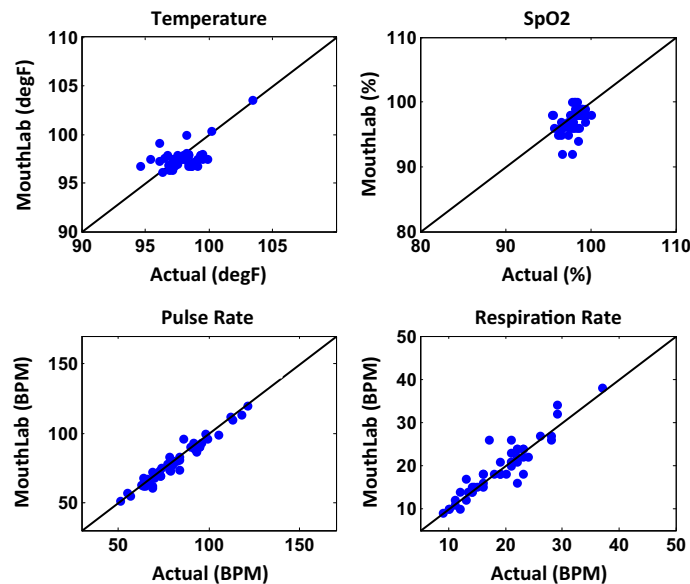 Temperature
110
105
100
95
90
90 95 100 105
MouthLab (degF)
Actual (degF)
SpO2
110
100
90
80
80 90 100 110
MouthLab (%)
Actual (%)
Pulse Rate
150
100
50
50 100 150
MouthLab (BPM)
Actual (BPM)
Respiration Rate
50
40
30
20
10
10 20 30 40 50
MouthLab (BPM)
Actual (BPM)